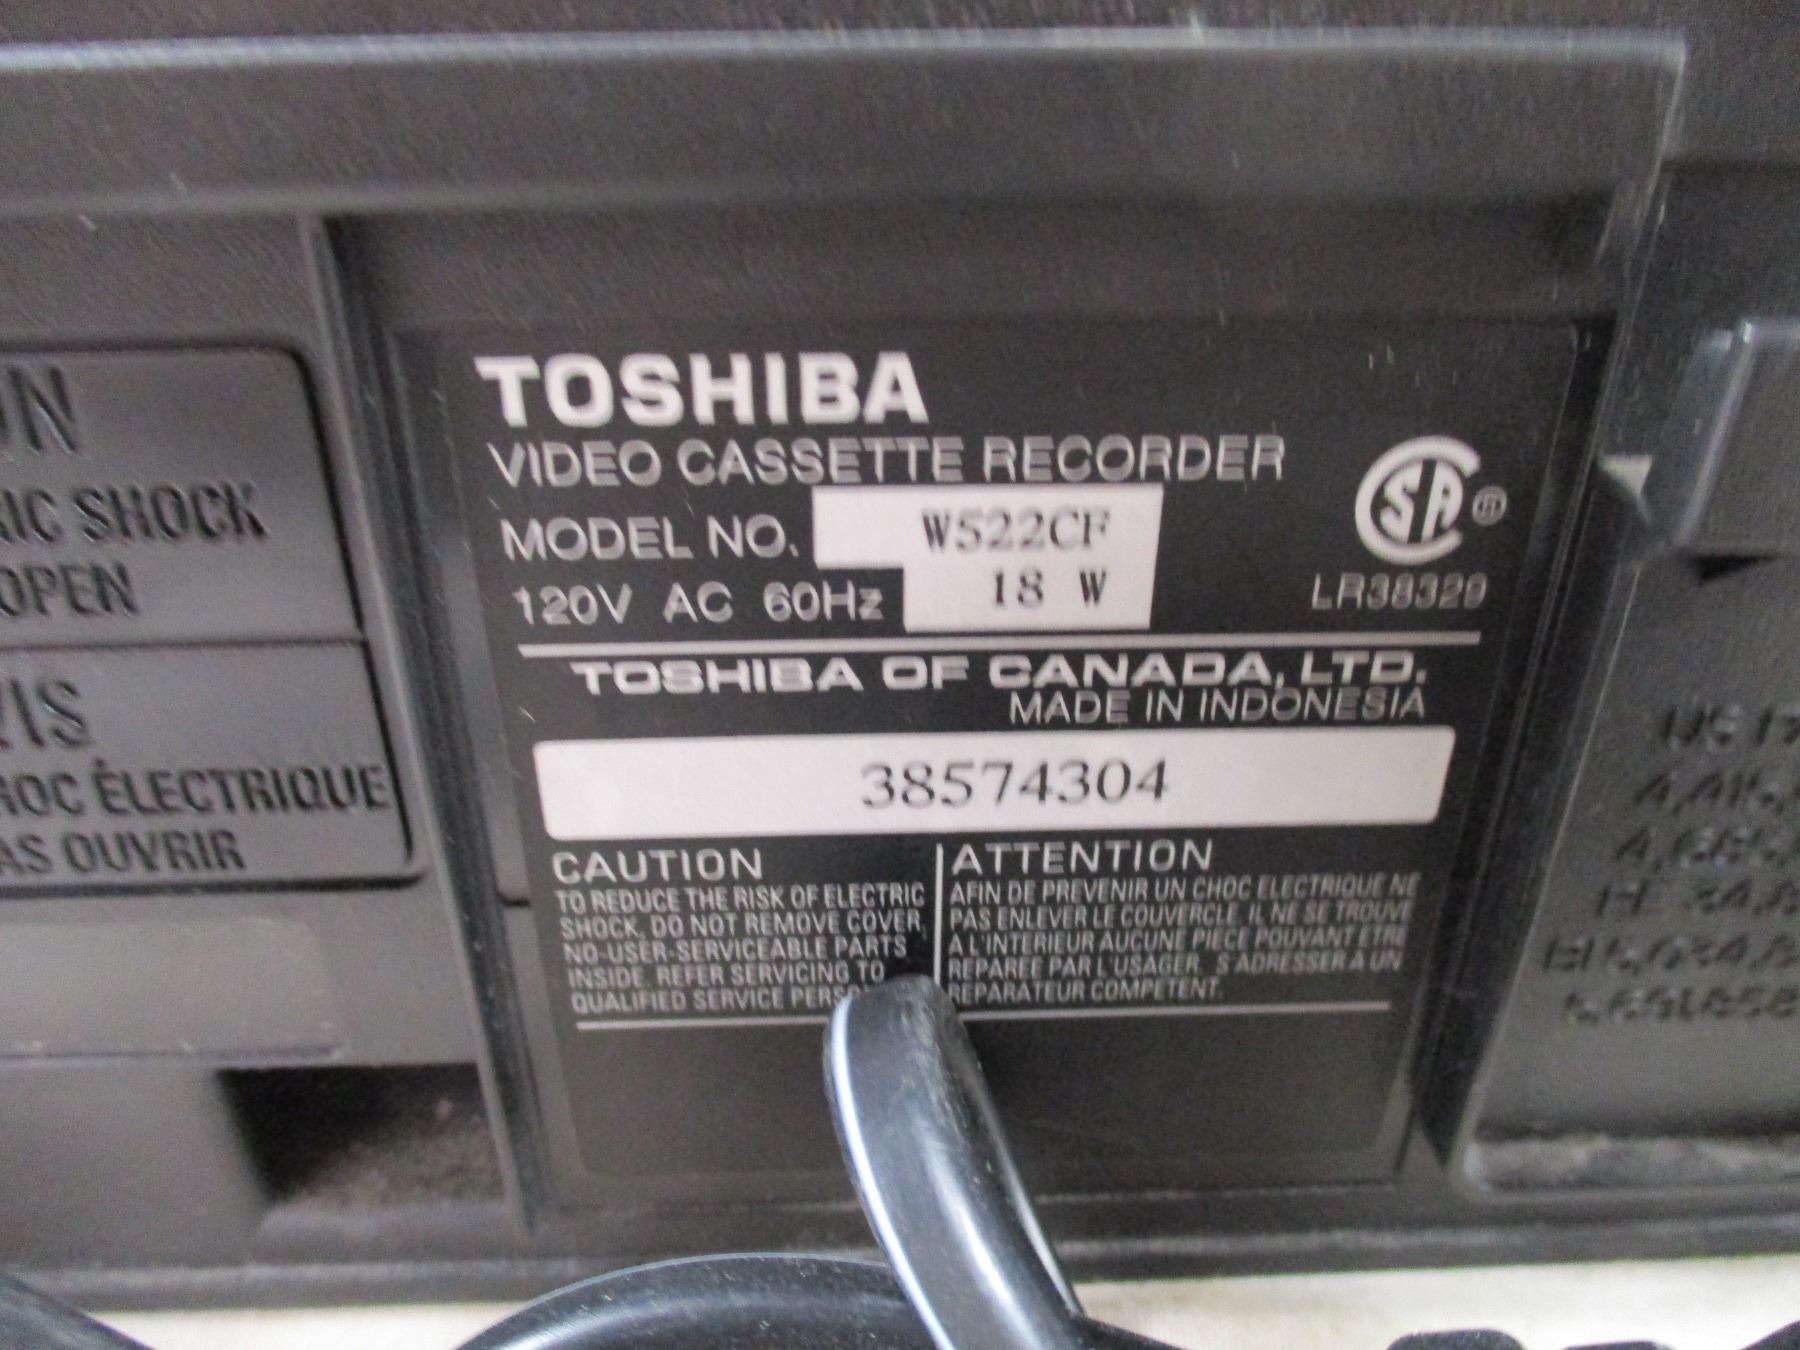 TOSHIBA
VIDEO CASSETTE RECORDER
MODEL NO. W522CF
120V AC 60Hz 18 W
SA ®
LR38329
TOSHIBA OF CANADA, LTD.
MADE IN INDONESIA
38574304
CAUTION
TO REDUCE THE RISK OF ELECTRIC
SHOCK, DO NOT REMOVE COVER,
NO-USER-SERVICEABLE PARTS
INSIDE. REFER SERVICING TO
QUALIFIED SERVICE
ATTENTION
AFIN DE PREVENIR UN CHOC ELECTRIQUE NE
PAS ENLEVER LE COUVERCLE, IL NE SE TROUVE
A L'INTERIEUR AUCUNE PIECE POUVANT ETRE
REPAREE PAR L'USAGER. S'ADRESSER A UN
REPARATEUR COMPETENT.
SHOCK
OPEN
ÉLECTRIQUE
OUVRIR
US